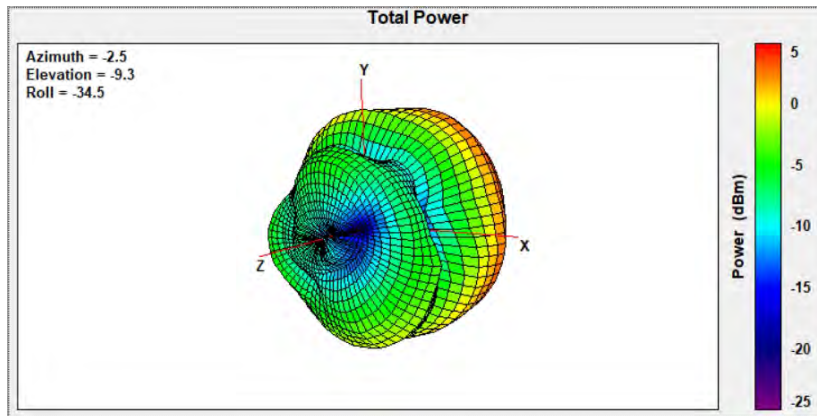 Total Power
Azimuth = -2.5
Elevation = -9.3
Roll = -34.5
Y
X
Z
5
0
-5
-10
-15
-20
-25
Power (dBm)